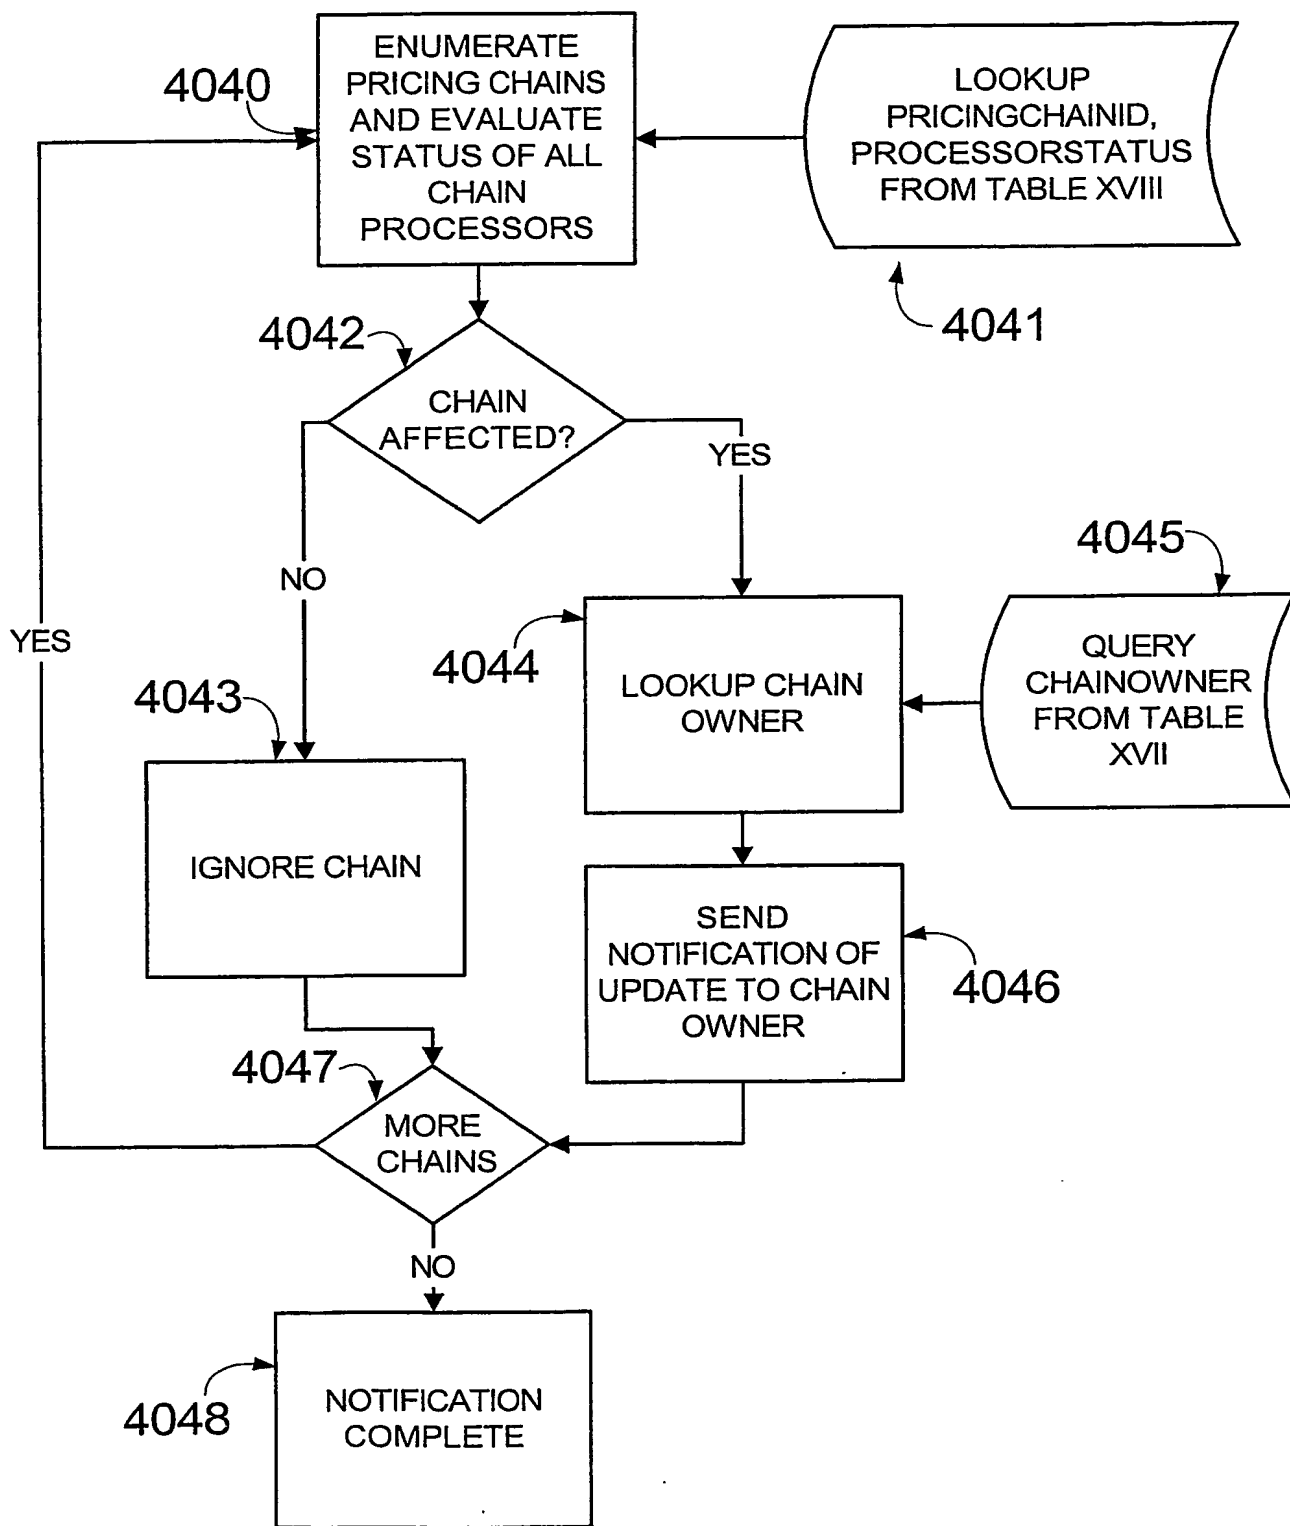 ENUMERATE
PRICING CHAINS
AND EVALUATE
STATUS OF ALL
CHAIN
PROCESSORS
4040
LOOKUP
PRICINGCHAINID,
PROCESSORSTATUS
FROM TABLE XVIII
4041
4042
CHAIN
AFFECTED?
YES
NO
YES
4045
QUERY
CHAINOWNER
FROM TABLE
XVII
4044
LOOKUP CHAIN
OWNER
4043
IGNORE CHAIN
SEND
NOTIFICATION OF
UPDATE TO CHAIN
OWNER
4046
4047
MORE
CHAINS
NO
4048
NOTIFICATION
COMPLETE